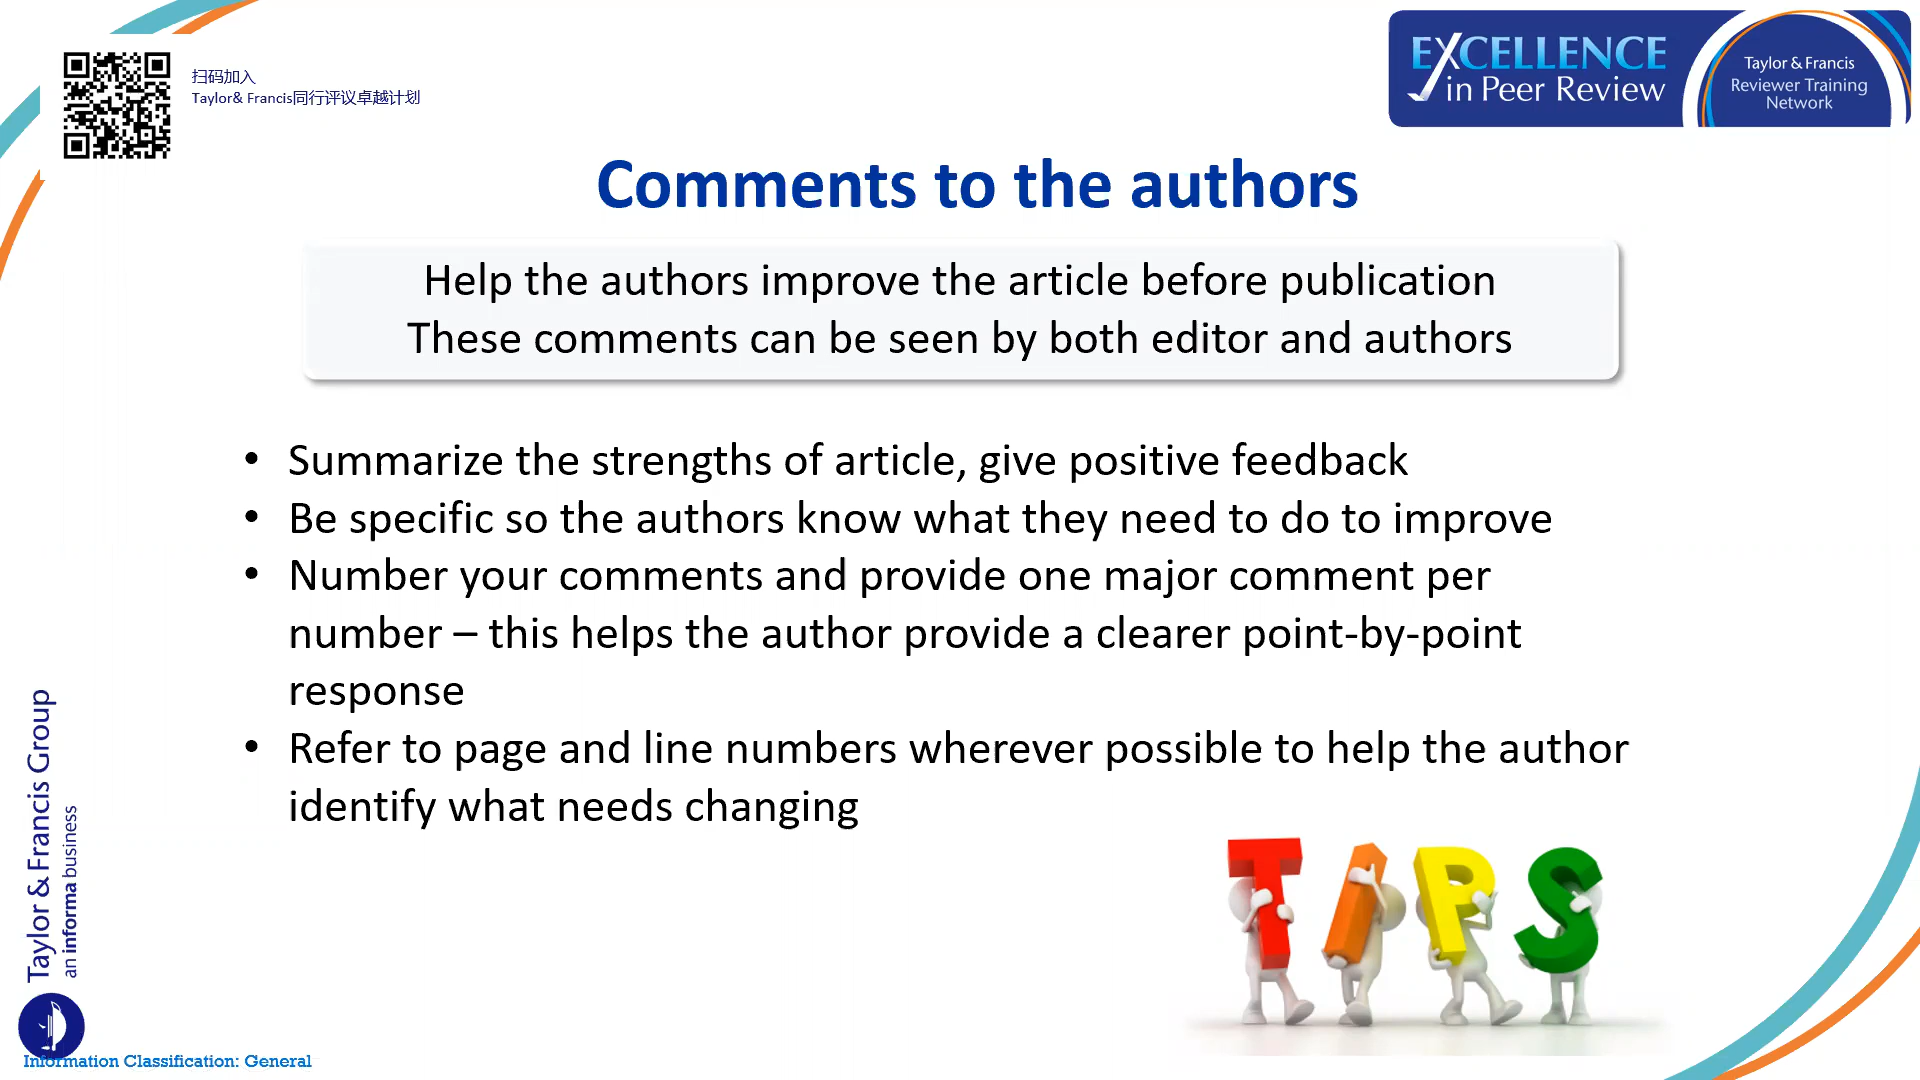 扫码加入
Taylor& Francis同行评议卓越计划
EXCELLENCE
in Peer Review
Taylor & Francis
Reviewer Training
Network
Comments to the authors
Help the authors improve the article before publication
These comments can be seen by both editor and authors
• Summarize the strengths of article, give positive feedback
• Be specific so the authors know what they need to do to improve
• Number your comments and provide one major comment per
number – this helps the author provide a clearer point-by-point
response
• Refer to page and line numbers wherever possible to help the author
identify what needs changing
TIPS
Taylor & Francis Group
an informa business
Information Classification: General